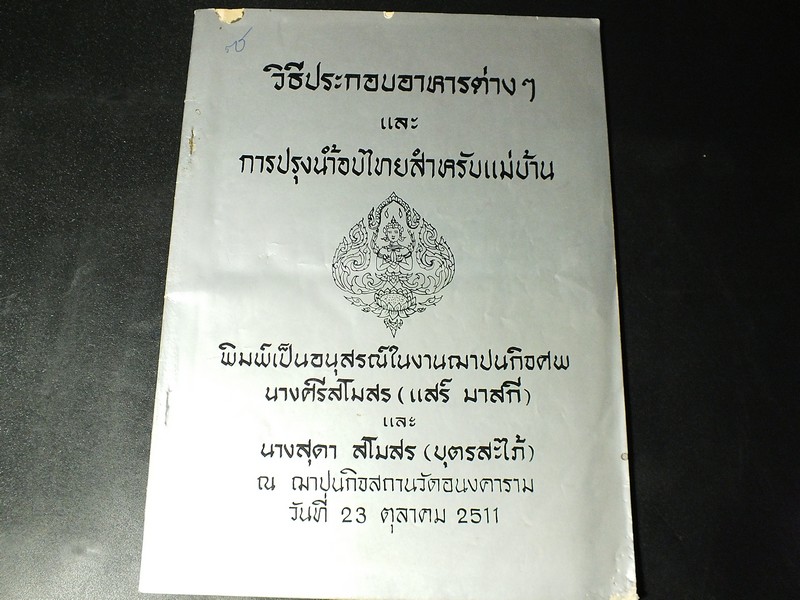 วิธีประกอบอาหารต่างๆ
และ
การปรุงน้ำอบไทยสำหรับแม่บ้าน
พิมพ์เป็นอนุสรณ์ในงานฌาปนกิจศพ
นางศิริสโมสร (แสร์ มาสกี)
และ
นางสุดา สโมสร (บุตรสะใภ้)
ณ ฌาปนกิจสถานวัดอนงคาราม
วันที่ 23 ตุลาคม 2511